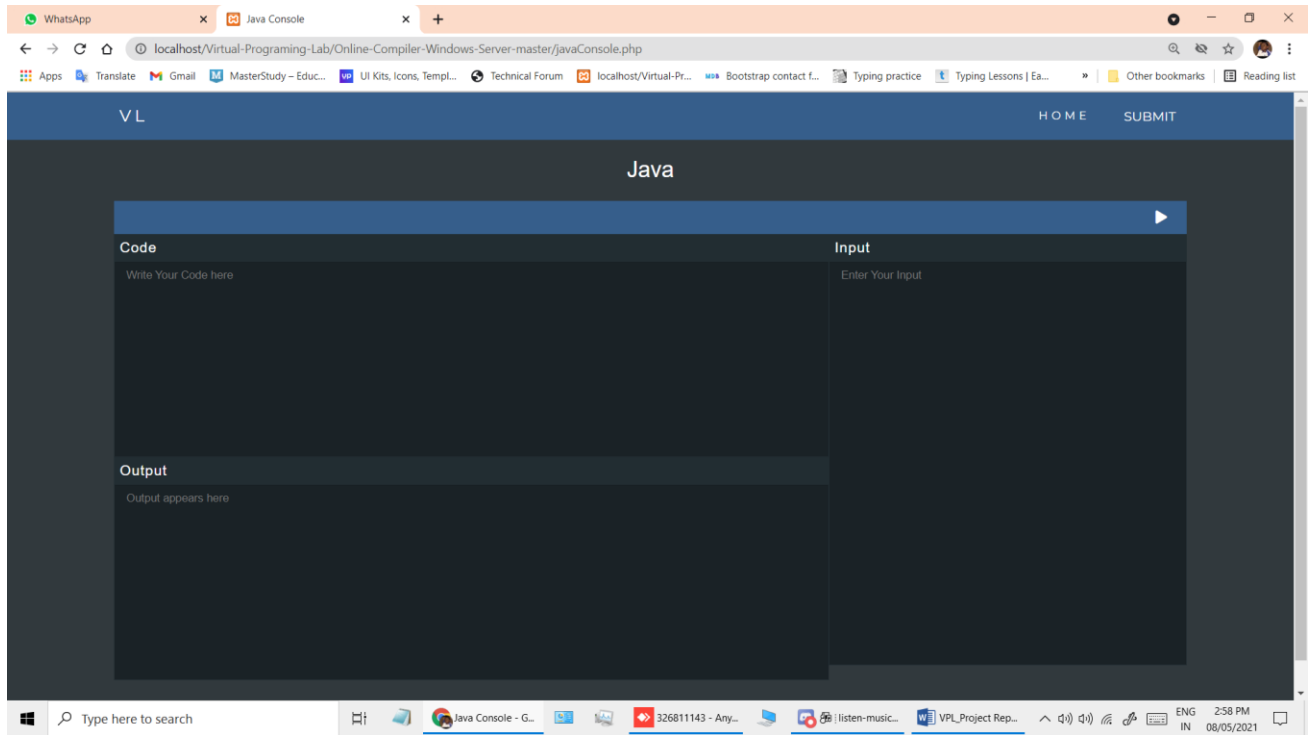 WhatsApp
Java Console
localhost/Virtual-Programing-Lab/Online-Compiler-Windows-Server-master/javaConsole.php
Apps Translate Gmail MasterStudy – Educ... UI Kits, Icons, Templ... Technical Forum localhost/Virtual-Pr... Bootstrap contact f... Typing practice Typing Lessons | Ea... » Other bookmarks Reading list
V L
HOME SUBMIT
Java
Code
Input
Write Your Code here
Enter Your Input
Output
Output appears here
Type here to search
Java Console - G...
326811143 - Any...
| listen-music...
VPL_Project Rep...
ENG
IN
2:58 PM
08/05/2021